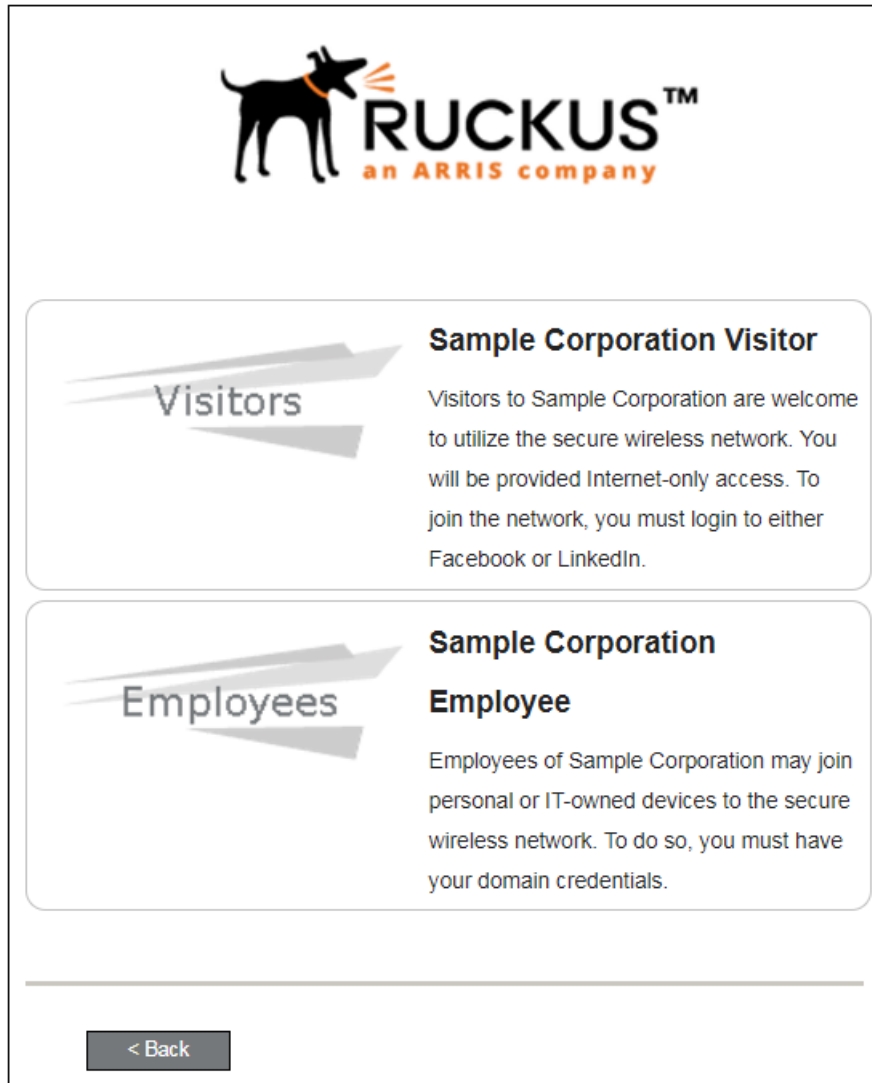 RUCKUS™
an ARRIS company
Visitors
Sample Corporation Visitor
Visitors to Sample Corporation are welcome
to utilize the secure wireless network. You
will be provided Internet-only access. To
join the network, you must login to either
Facebook or LinkedIn.
Employees
Sample Corporation
Employee
Employees of Sample Corporation may join
personal or IT-owned devices to the secure
wireless network. To do so, you must have
your domain credentials.
< Back